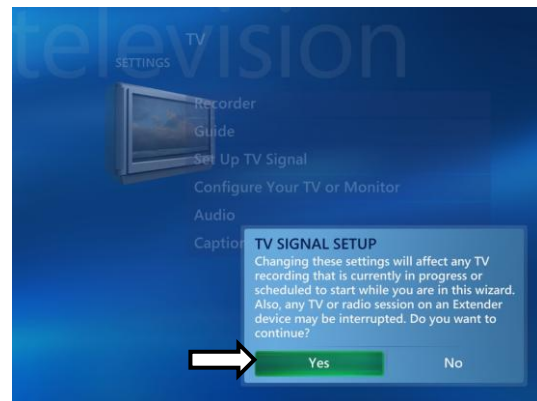 television
TV
SETTINGS
Recorder
Guide
Set Up TV Signal
Configure Your TV or Monitor
Audio
Caption
TV SIGNAL SETUP
Changing these settings will affect any TV
recording that is currently in progress or
scheduled to start while you are in this wizard.
Also, any TV or radio session on an Extender
device may be interrupted. Do you want to
continue?
Yes No